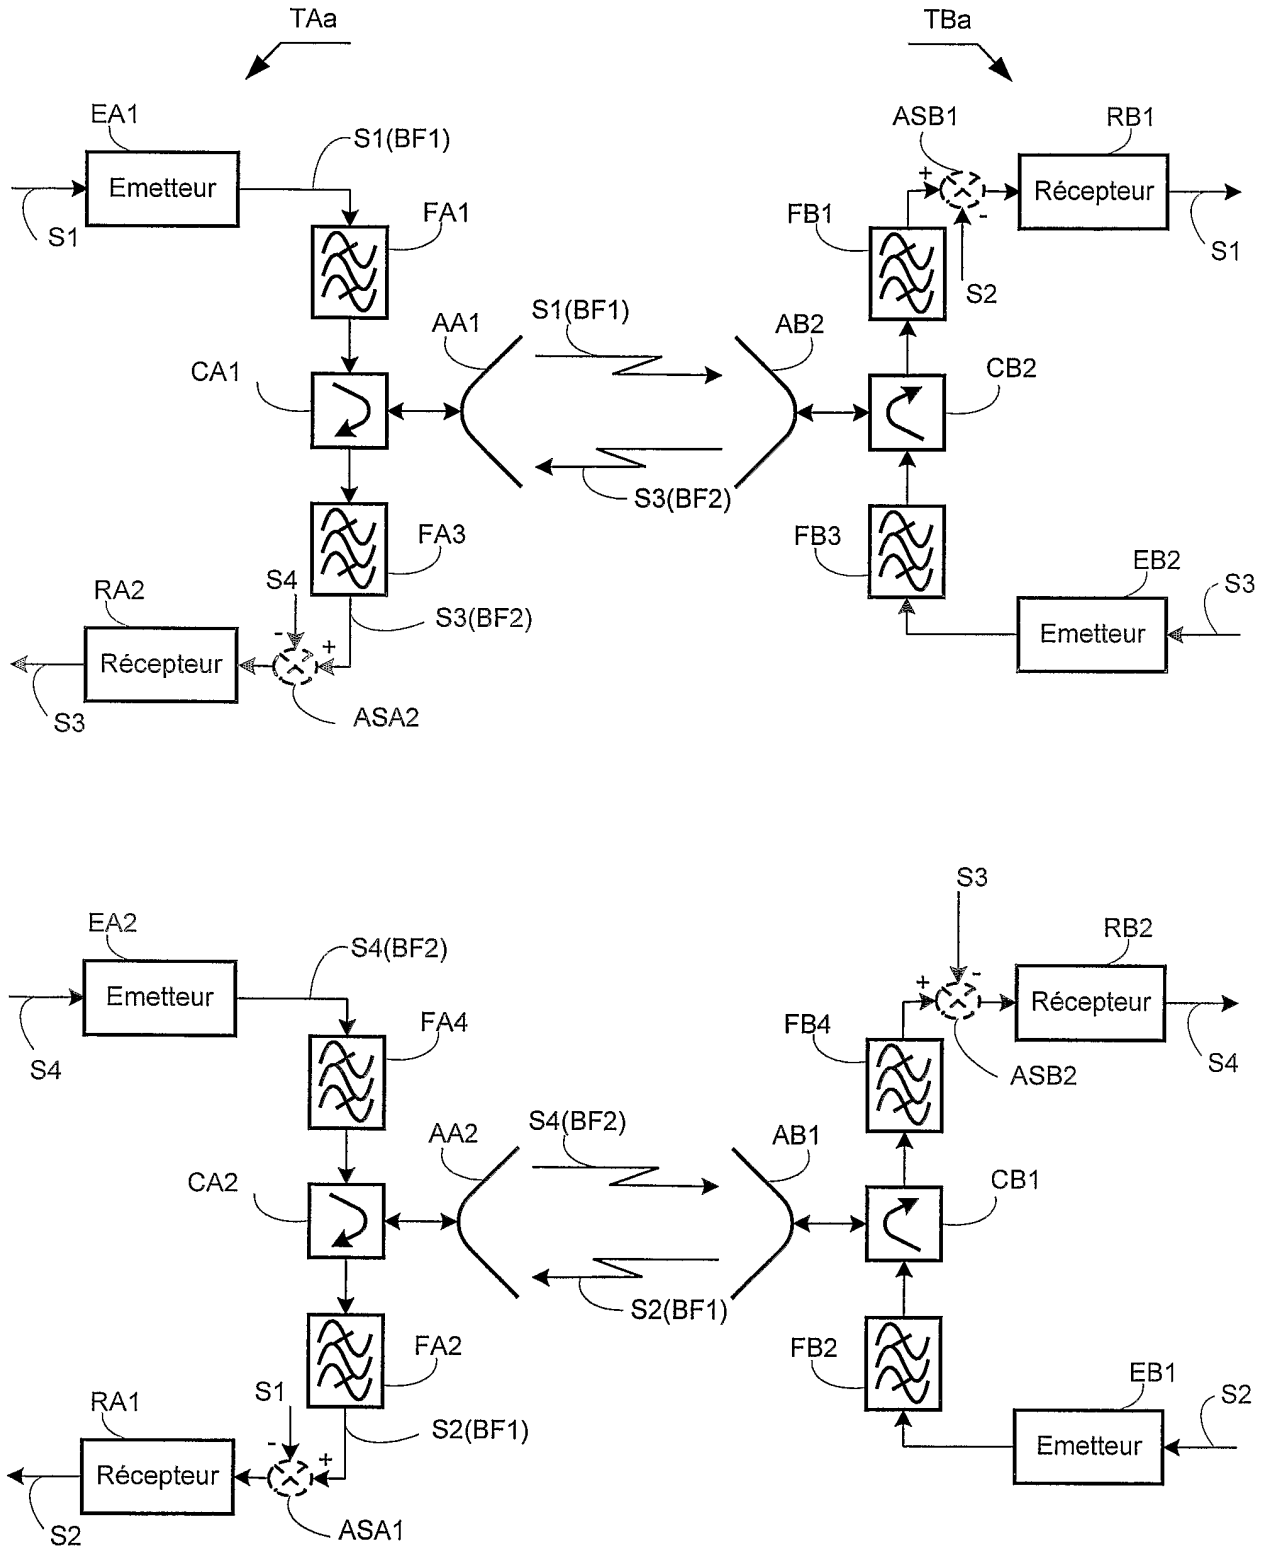 TAa
TBa
EA1
S1(BF1)
ASB1
RB1
Emetteur
+
Récepteur
S1
FA1
FB1
-
S1
S2
AA1
S1(BF1)
AB2
CA1
CB2
S3(BF2)
FA3
FB3
S4
EB2
S3
RA2
S3(BF2)
-
+
Récepteur
Emetteur
S3
ASA2
S3
EA2
S4(BF2)
RB2
-
+
Emetteur
Récepteur
FA4
FB4
S4
ASB2
S4
AA2
S4(BF2)
AB1
CA2
CB1
S2(BF1)
FA2
FB2
EB1
S1
S2
RA1
S2(BF1)
-
+
Récepteur
Emetteur
S2
ASA1